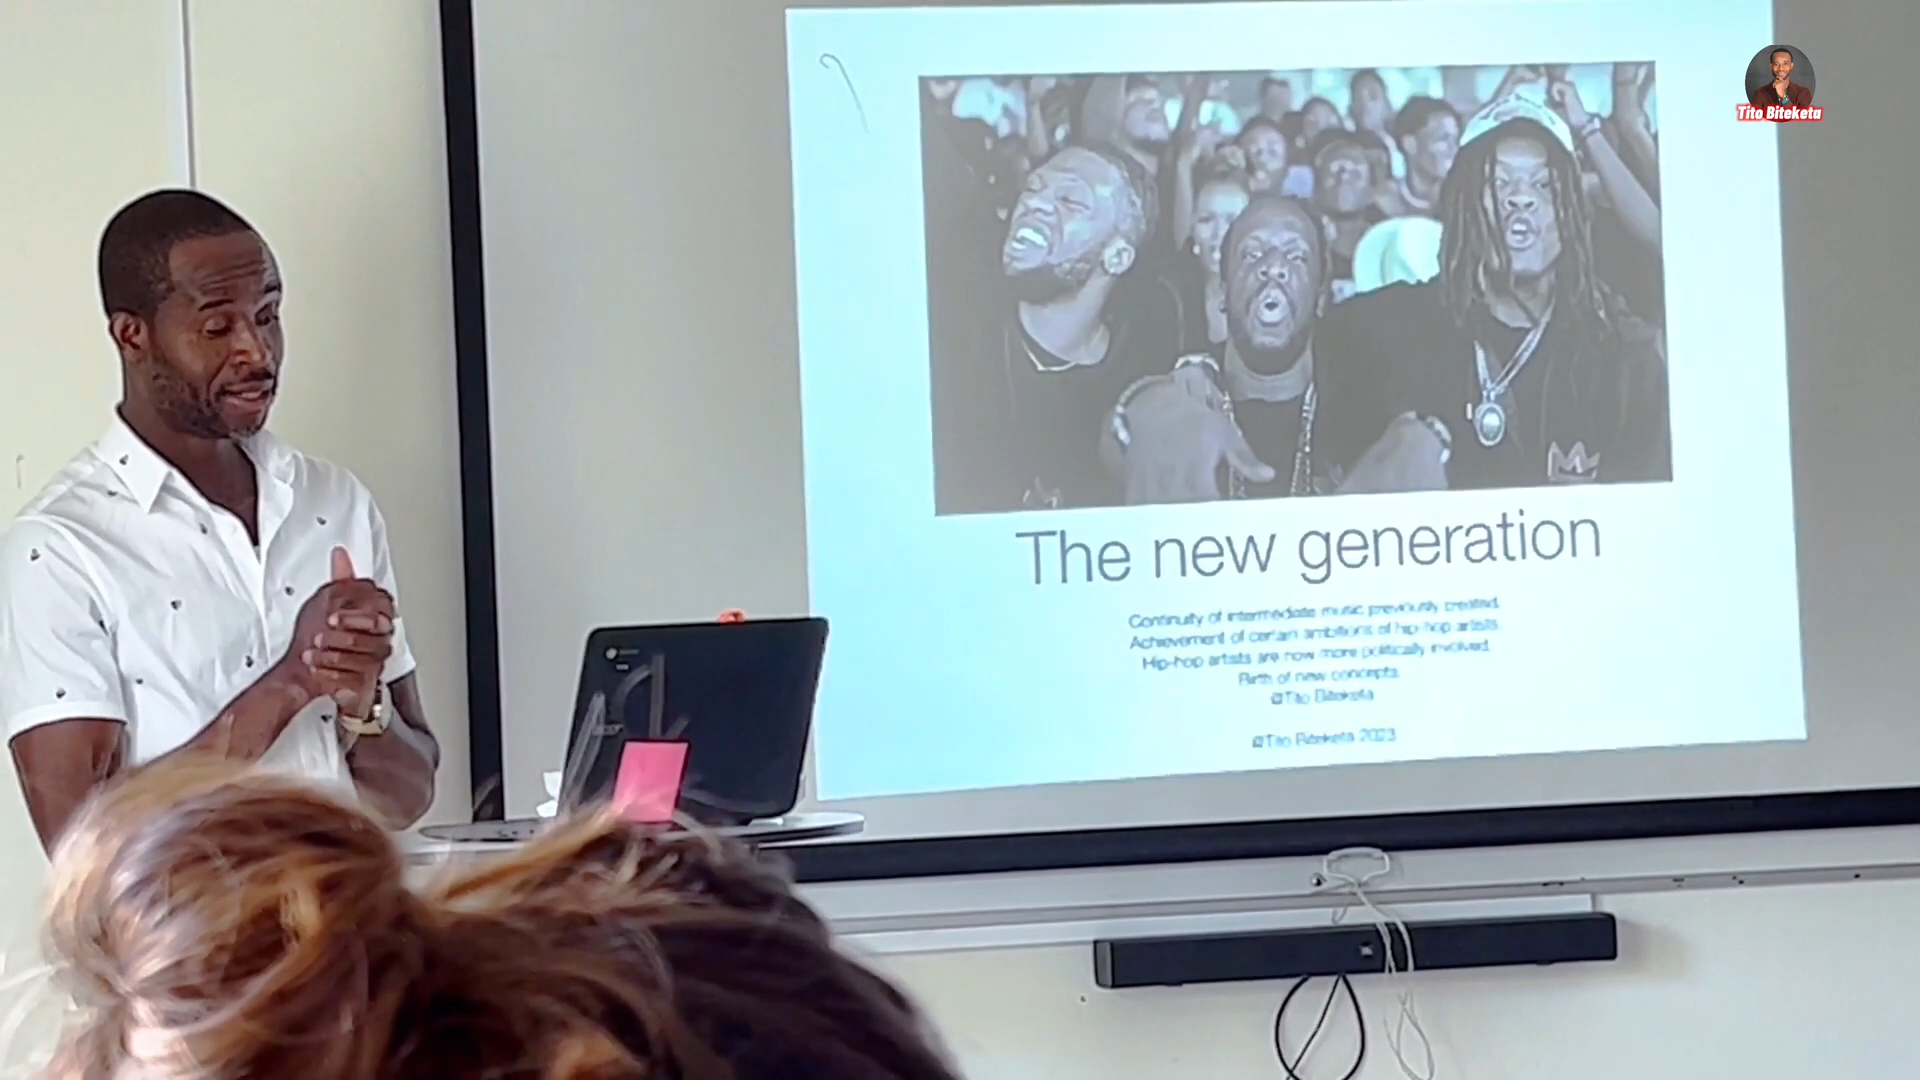 Tito Biteketa
The new generation
Continuity of intermediate music previously created.
Achievement of certain ambitions of hip-hop artists.
Hip-hop artists are now more politically involved.
Birth of new concepts.
@Tito Biteketa
@Tito Biteketa 2023